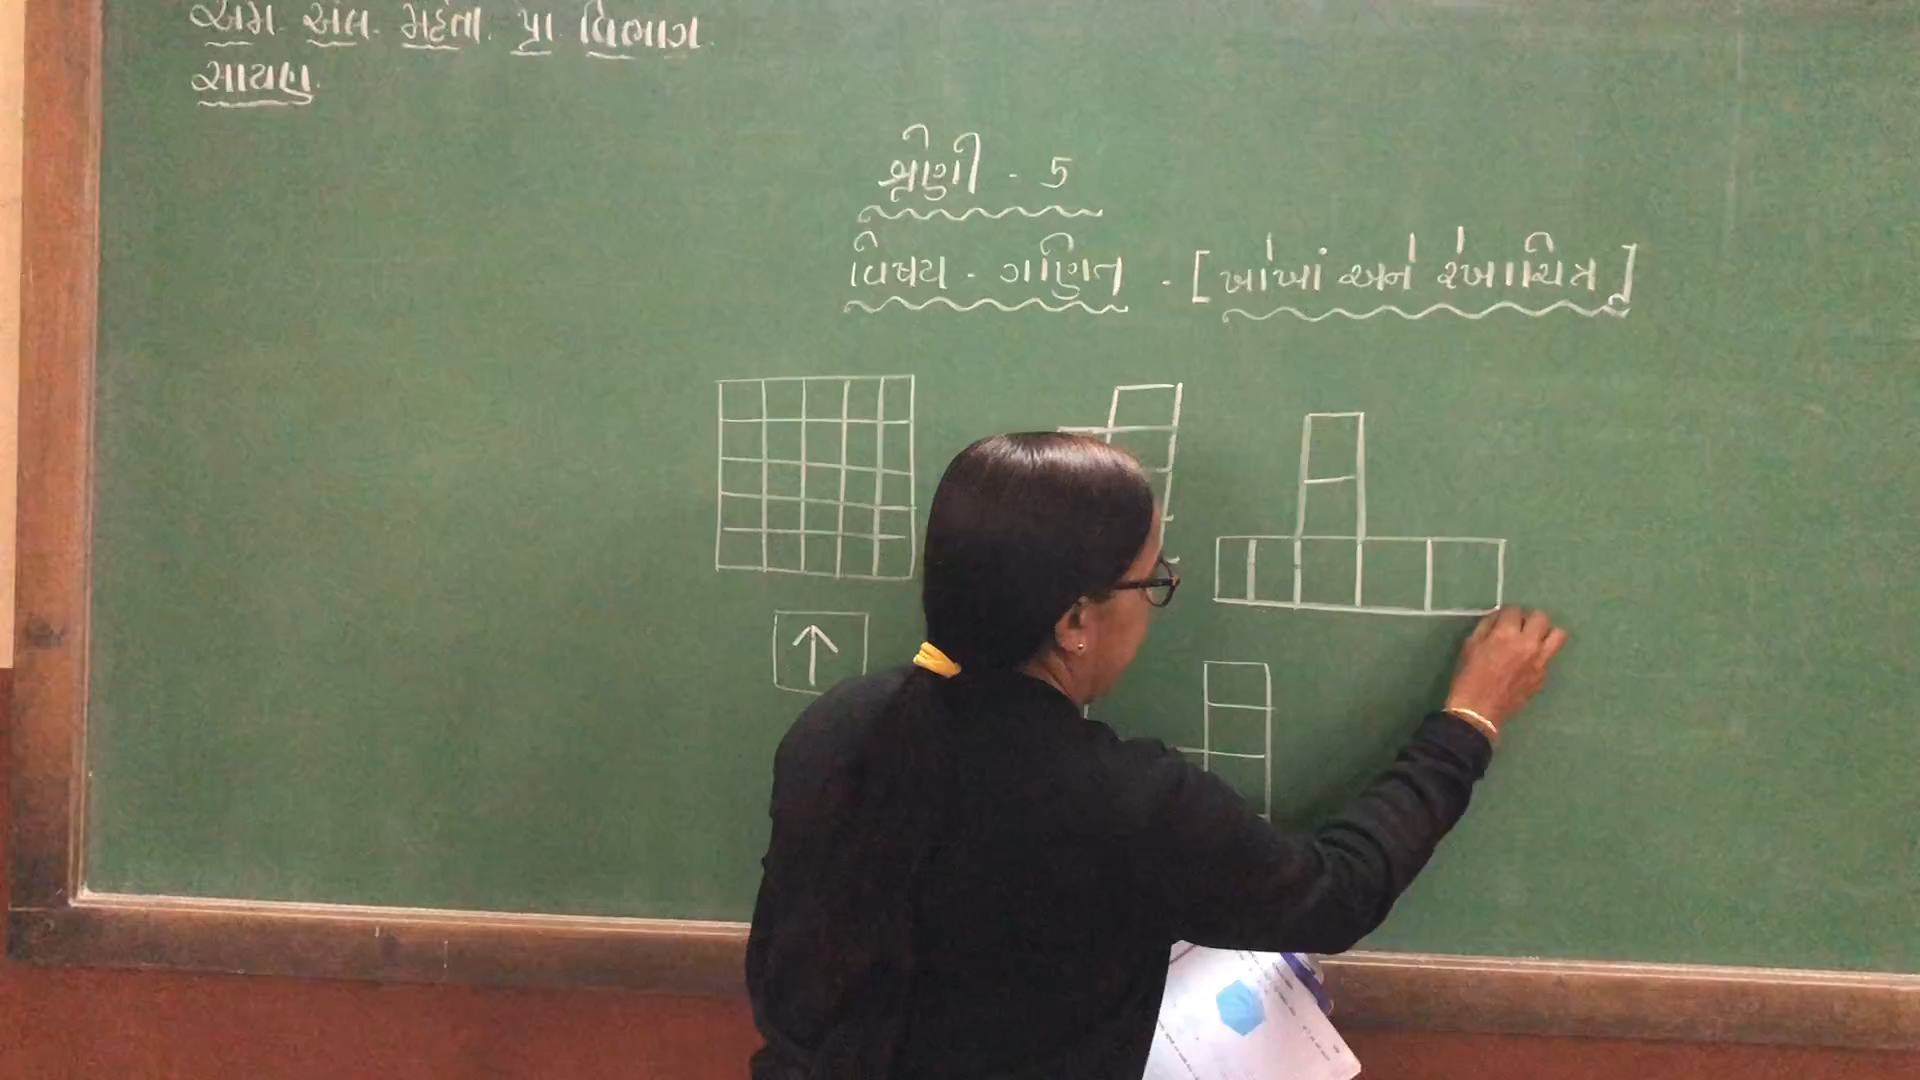 એમ. એલ. મહેતા. પ્રા. વિભાગ.
સાયણ.
શ્રેણી - 5
વિષય - ગણિત - [ખોખાં અને રેખાચિત્ર]